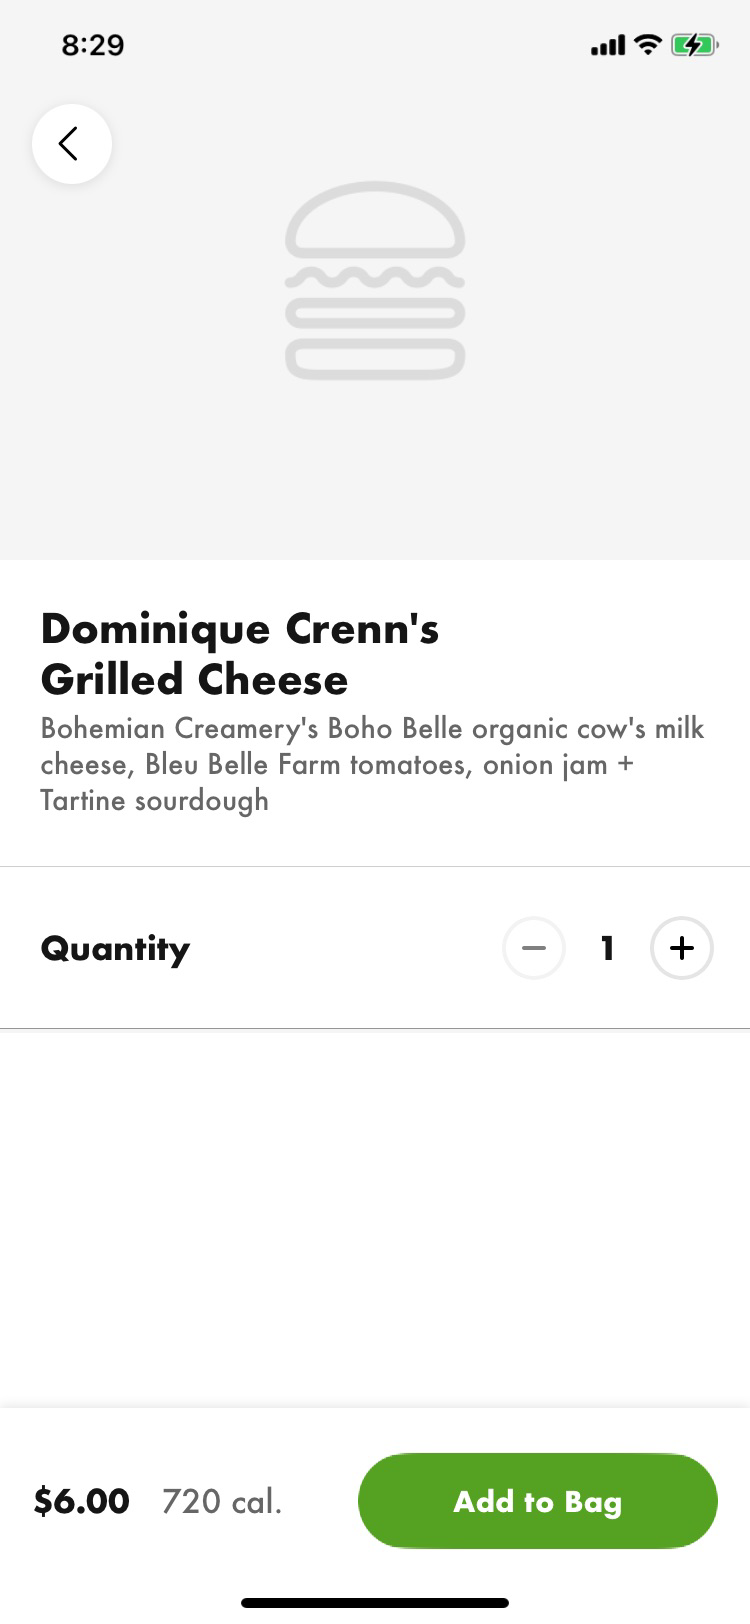 8:29
Dominique Crenn's
Grilled Cheese
Bohemian Creamery's Boho Belle organic cow's milk
cheese, Bleu Belle Farm tomatoes, onion jam +
Tartine sourdough
Quantity
1
$6.00 720 cal.
Add to Bag